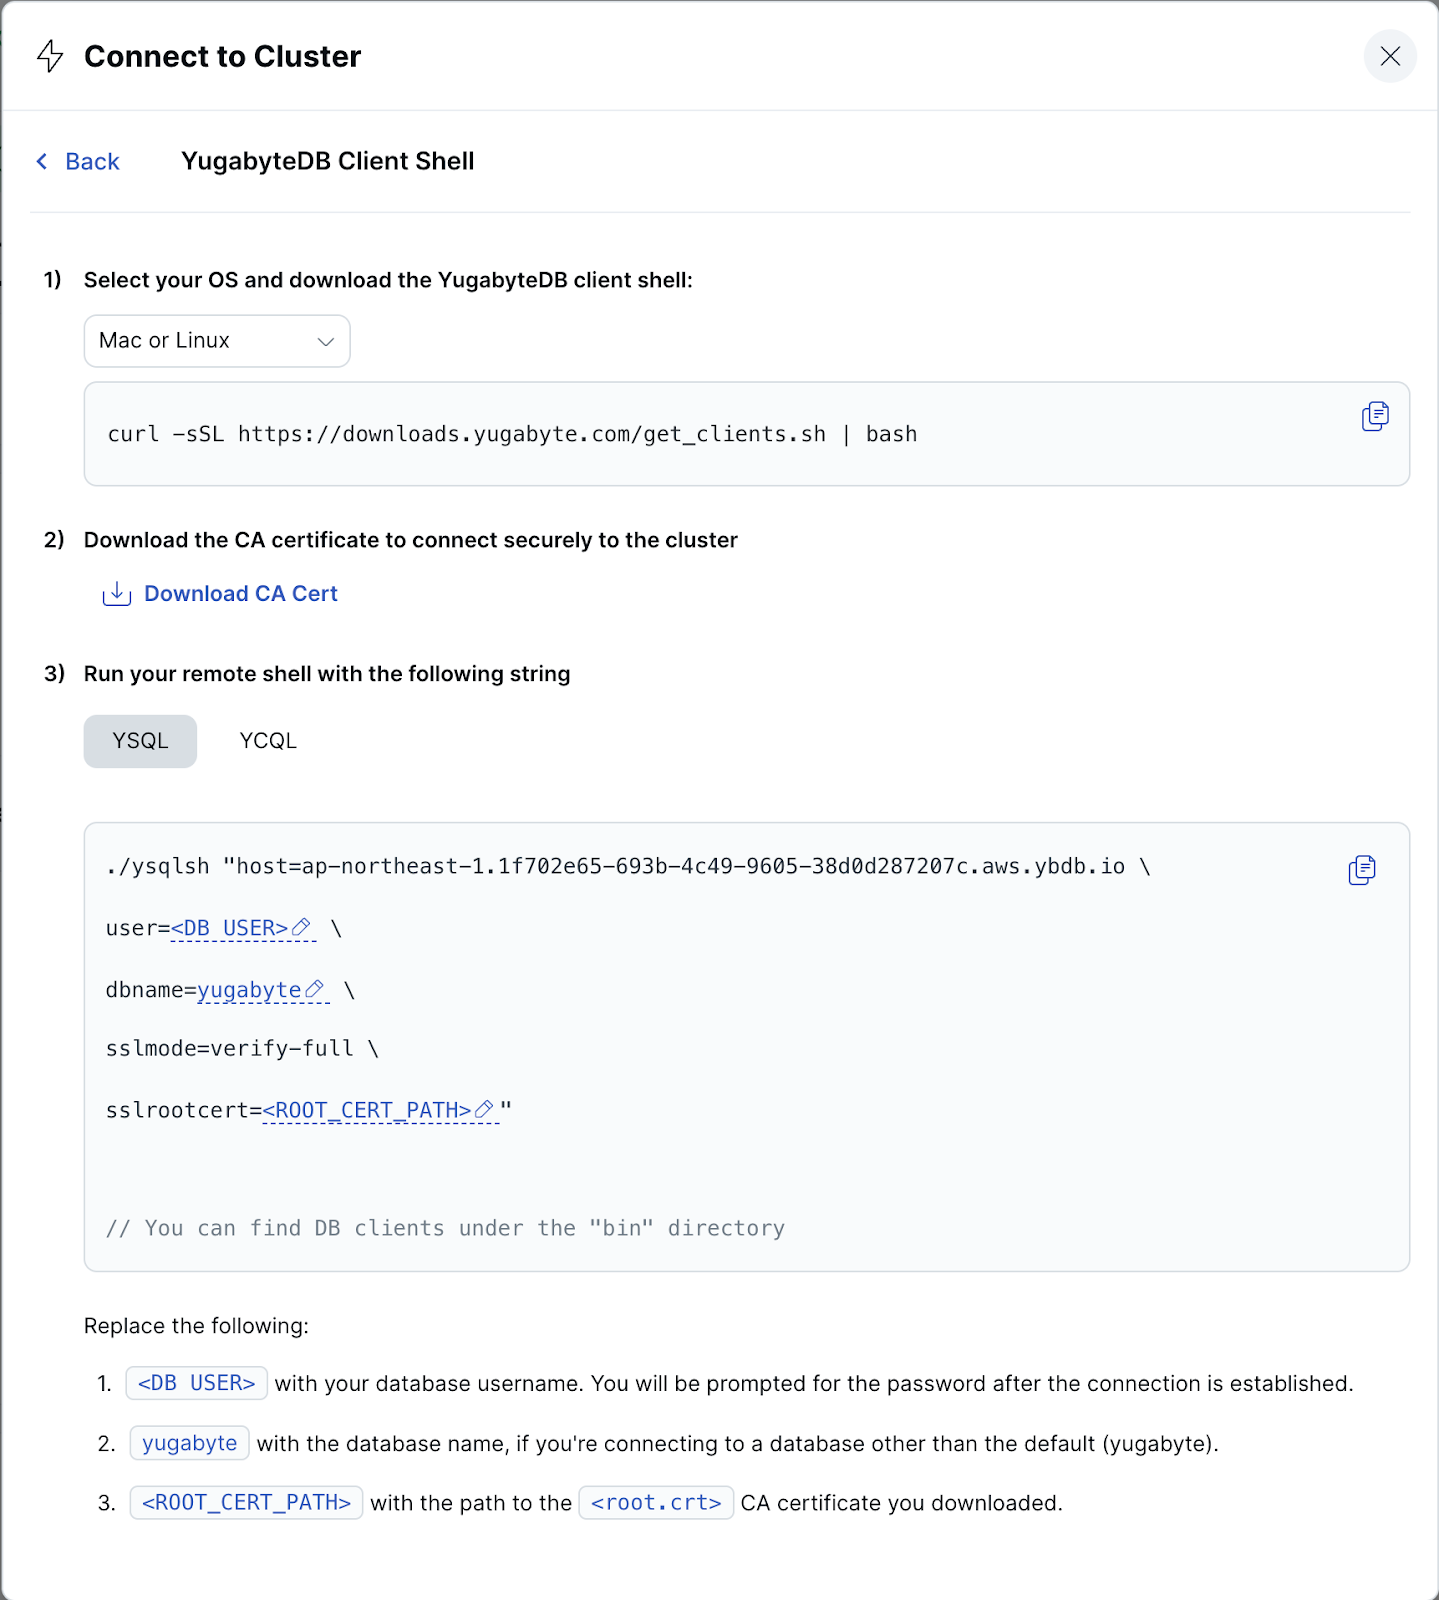 Connect to Cluster
Back
YugabyteDB Client Shell
1) Select your OS and download the YugabyteDB client shell:
Mac or Linux
curl -sSL https://downloads.yugabyte.com/get_clients.sh | bash
2) Download the CA certificate to connect securely to the cluster
Download CA Cert
3) Run your remote shell with the following string
YSQL YCQL
./ysqlsh "host=ap-northeast-1.1f702e65-693b-4c49-9605-38d0d287207c.aws.ybdb.io \
user=<DB USER> \
dbname=yugabyte \
sslmode=verify-full \
sslrootcert=<ROOT_CERT_PATH>"
// You can find DB clients under the "bin" directory
Replace the following:
1. <DB USER> with your database username. You will be prompted for the password after the connection is established.
2. yugabyte with the database name, if you're connecting to a database other than the default (yugabyte).
3. <ROOT_CERT_PATH> with the path to the <root.crt> CA certificate you downloaded.